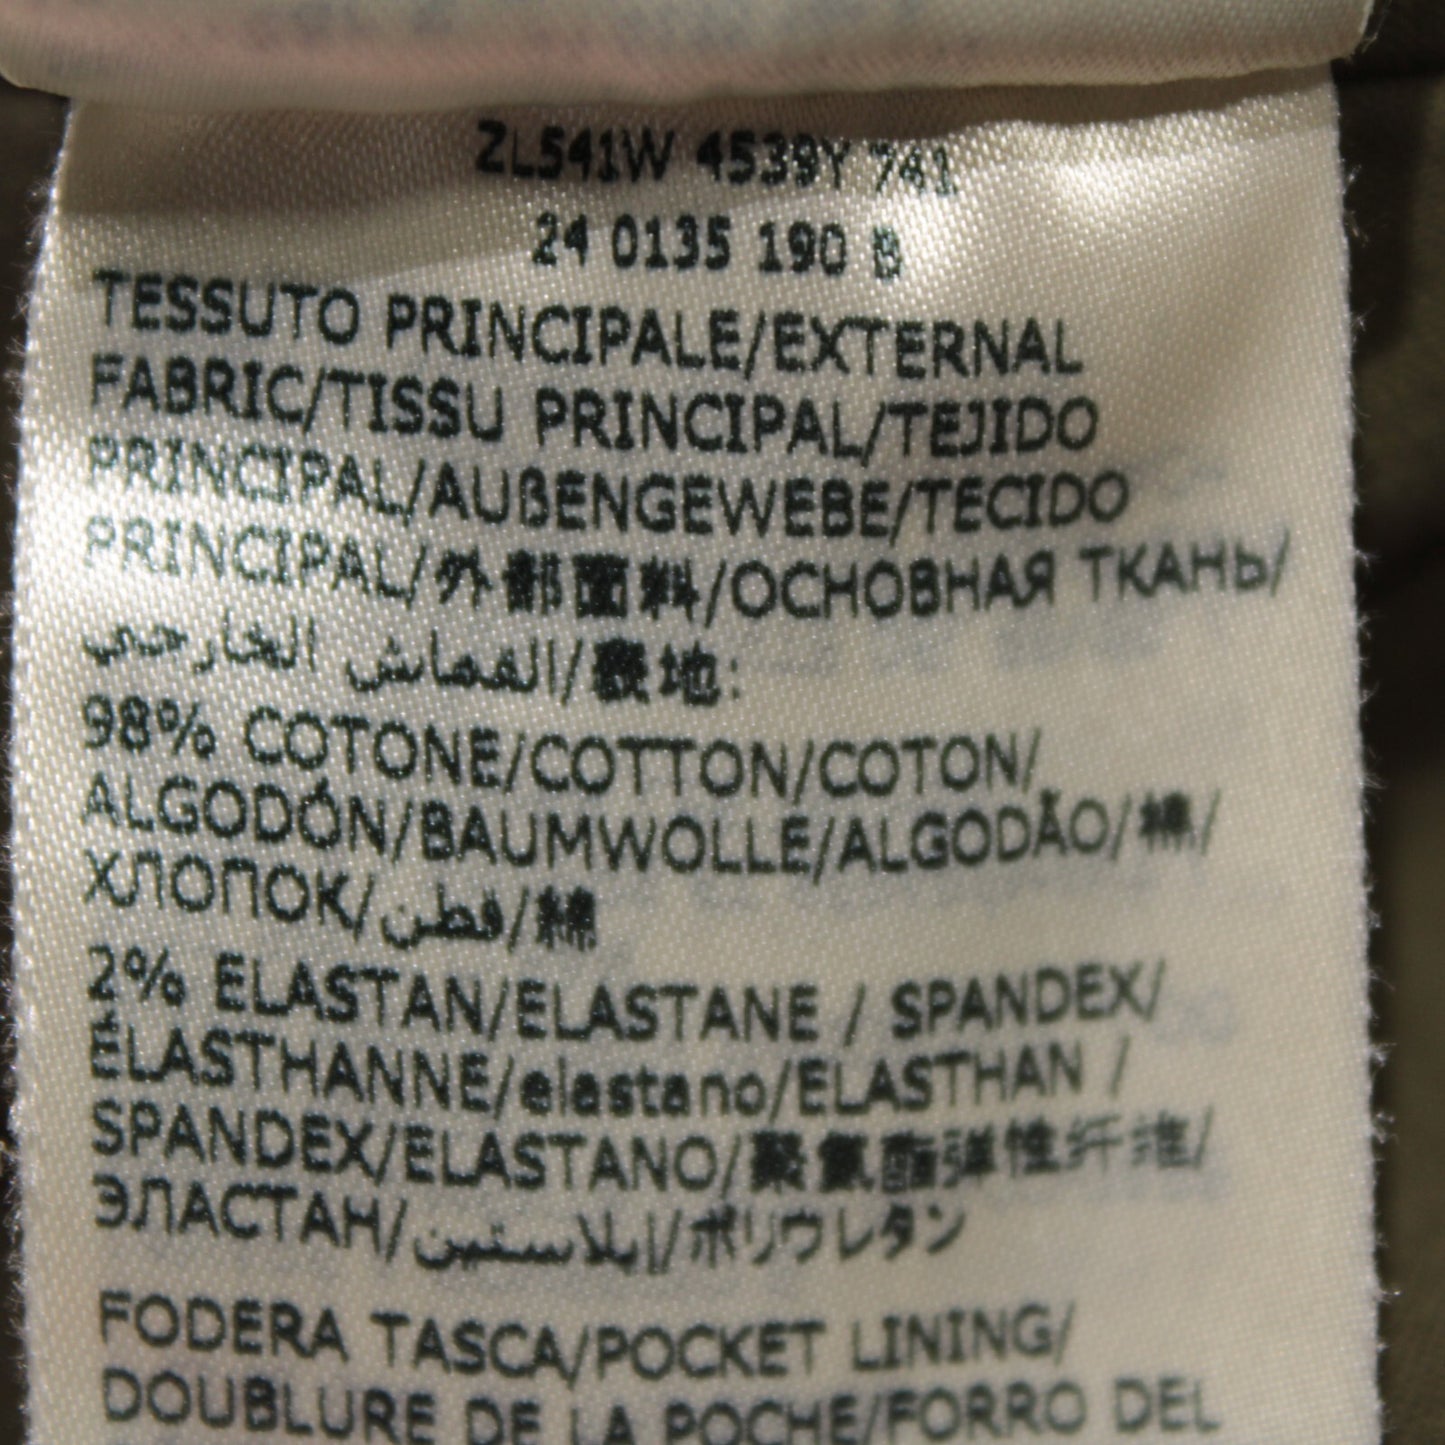 ZL541W 4539Y 741
24 0135 190 B
TESSUTO PRINCIPALE/EXTERNAL
FABRIC/TISSU PRINCIPAL/TEJIDO
PRINCIPAL/AUßENGEWEBE/TECIDO
PRINCIPAL/外部面料/ОСНОВНАЯ ТКАНЬ/
القماش الخارجي/表地:
98% COTONE/COTTON/COTON/
ALGODÓN/BAUMWOLLE/ALGODÃO/棉/
ХЛОПОК/قطن/綿
2% ELASTAN/ELASTANE / SPANDEX/
ÉLASTHANNE/elastano/ELASTHAN /
SPANDEX/ELASTANO/聚氨酯弹性纤维/
ЭЛАСТАН/إيلاستين/ポリウレタン
FODERA TASCA/POCKET LINING/
DOUBLURE DE LA POCHE/FORRO DEL